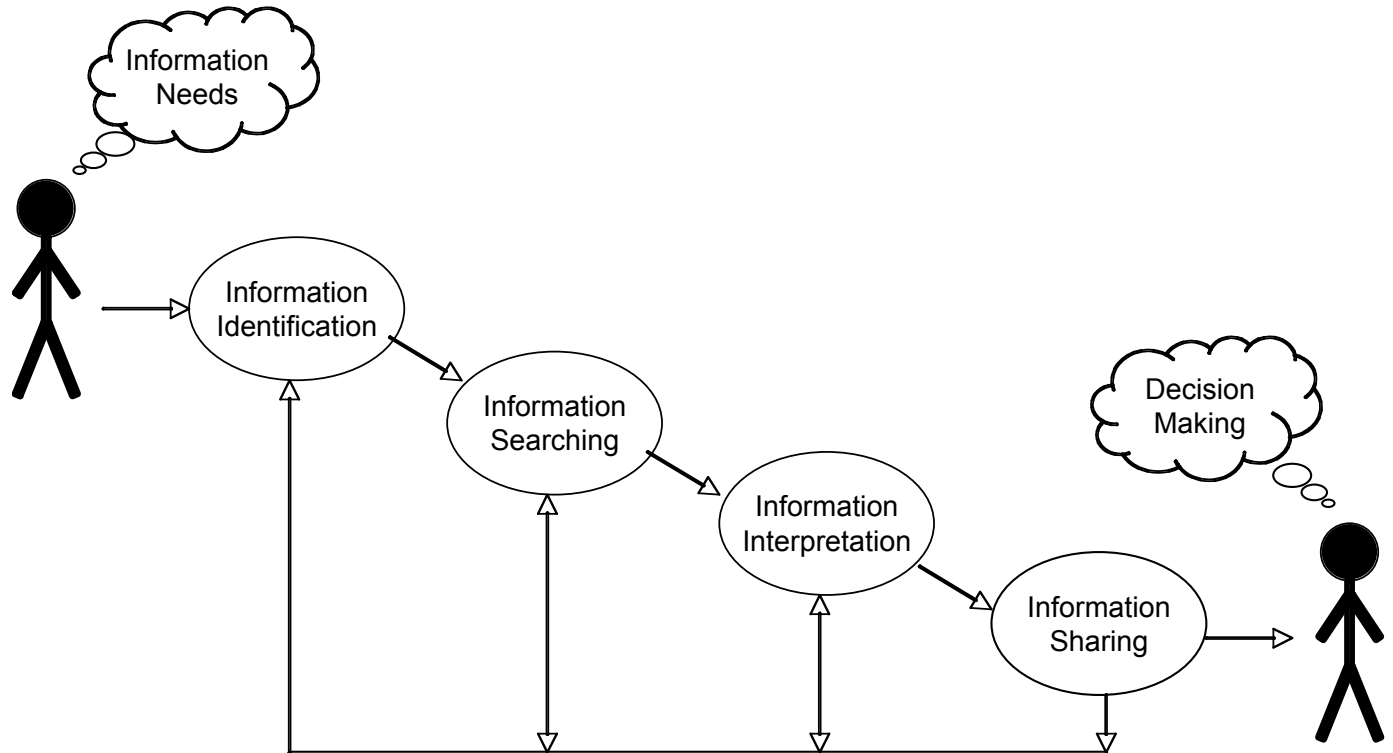 Information
Needs
Information
Identification
Information
Searching
Decision
Making
Information
Interpretation
Information
Sharing